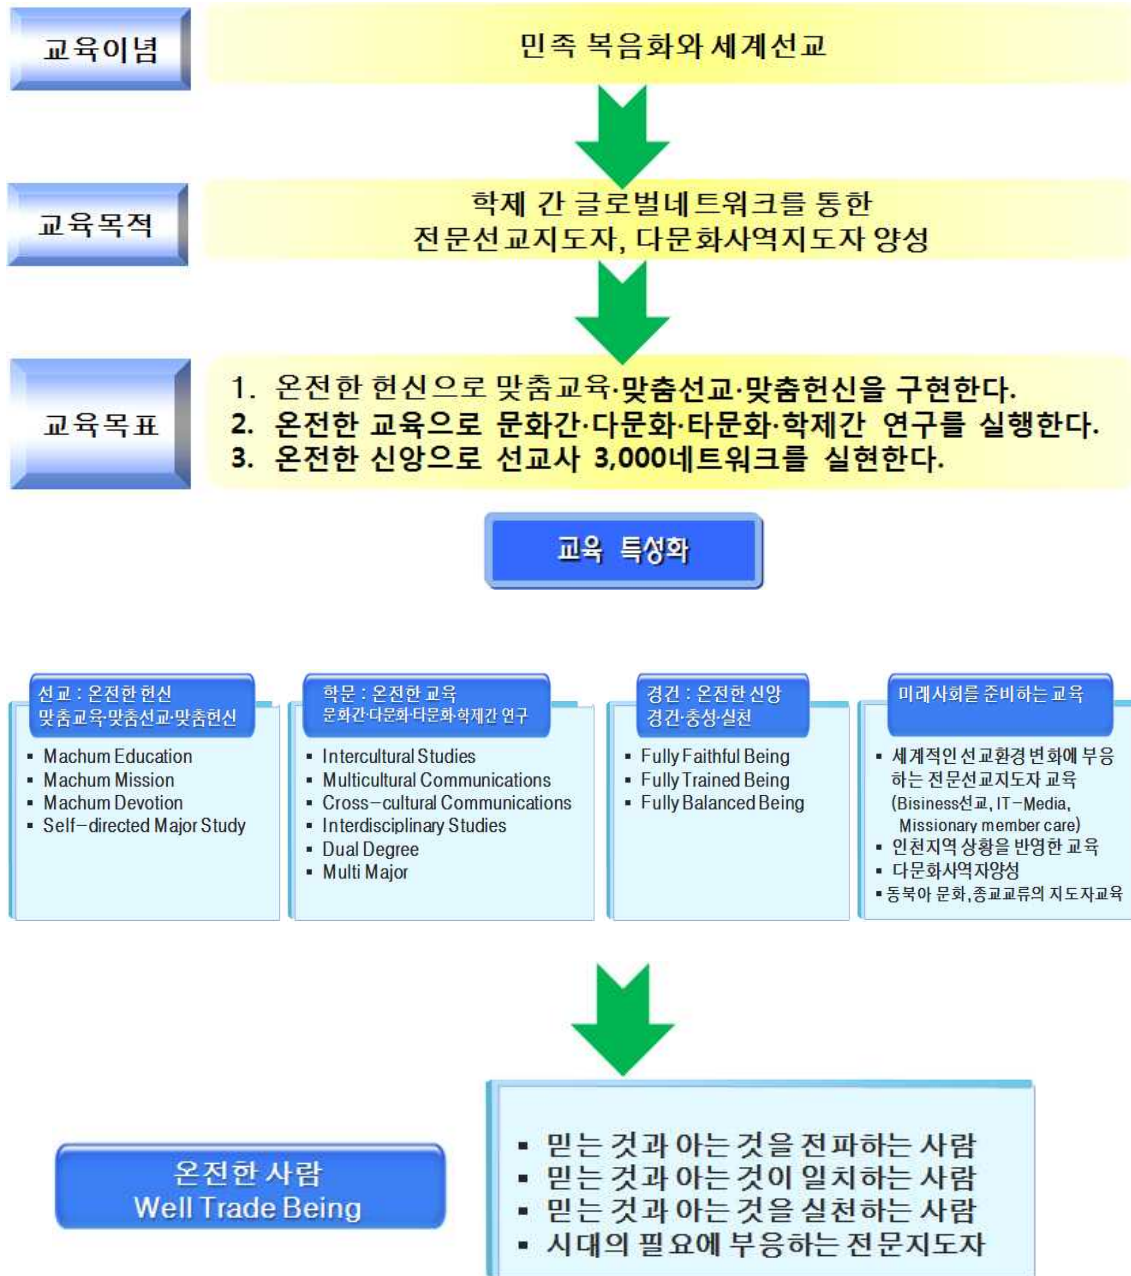 교육이념
민족 복음화와 세계선교
교육목적
학제 간 글로벌네트워크를 통한
전문선교지도자, 다문화사역지도자 양성
교육목표
1. 온전한 헌신으로 맞춤교육·맞춤선교·맞춤헌신을 구현한다.
2. 온전한 교육으로 문화간·다문화·타문화·학제간 연구를 실행한다.
3. 온전한 신앙으로 선교사 3,000네트워크를 실현한다.
교육 특성화
선교 : 온전한 헌신
맞춤교육·맞춤선교·맞춤헌신
▪ Machum Education
▪ Machum Mission
▪ Machum Devotion
▪ Self-directed Major Study
학문 : 온전한 교육
문화간·다문화·타문화·학제간 연구
▪ Intercultural Studies
▪ Multicultural Communications
▪ Cross-cultural Communications
▪ Interdisciplinary Studies
▪ Dual Degree
▪ Multi Major
경건 : 온전한 신앙
경건·충성·실천
▪ Fully Faithful Being
▪ Fully Trained Being
▪ Fully Balanced Being
미래사회를 준비하는 교육
▪ 세계적인 선교환경 변화에 부응
하는 전문선교지도자 교육
(Bisiness선교, IT-Media,
Missionary member care)
▪ 인천지역 상황을 반영한 교육
▪ 다문화사역자양성
▪ 동북아 문화,종교교류의 지도자교육
온전한 사람
Well Trade Being
▪ 믿는 것과 아는 것을 전파하는 사람
▪ 믿는 것과 아는 것이 일치하는 사람
▪ 믿는 것과 아는 것을 실천하는 사람
▪ 시대의 필요에 부응하는 전문지도자